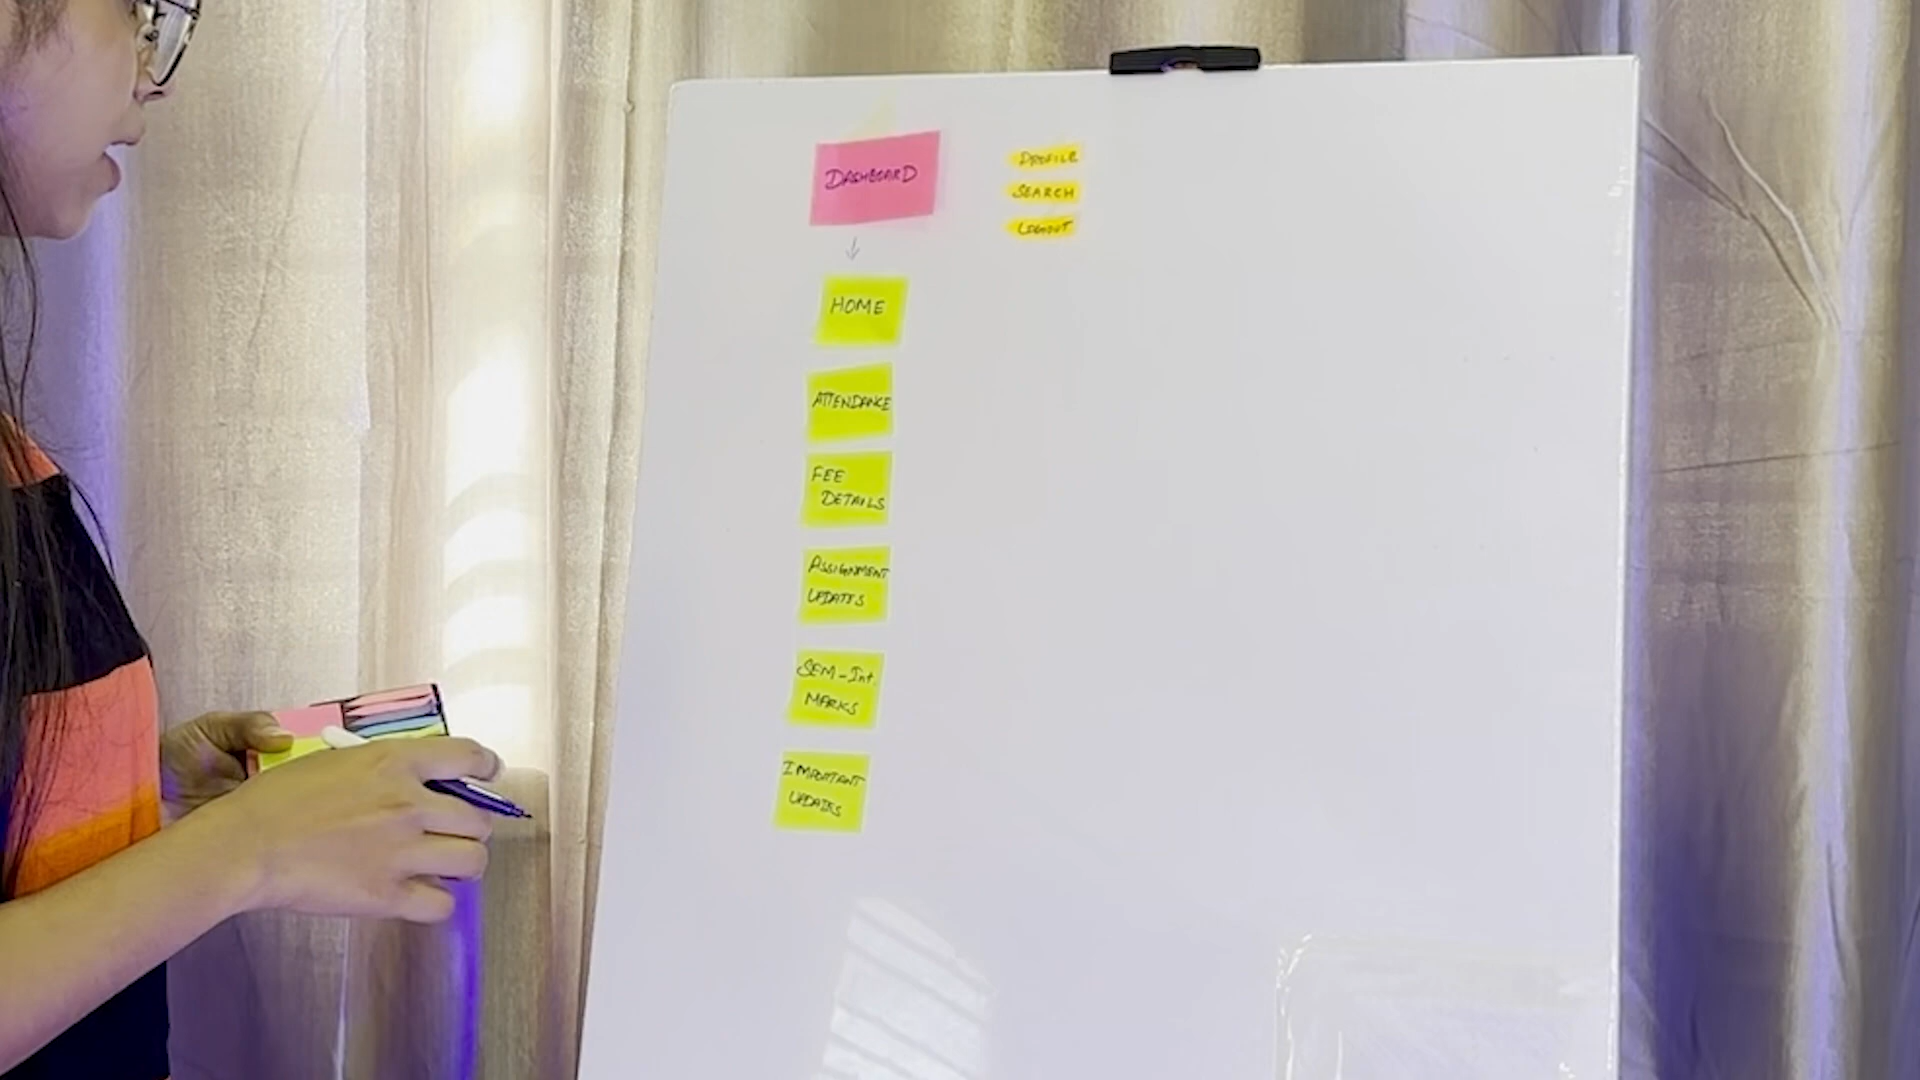 DASHBOARD
PROFILE
SEARCH
LOGOUT
HOME
ATTENDANCE
FEE
DETAILS
ASSIGNMENT
UPDATES
SEM-Int.
MARKS
IMPORTANT
UPDATES